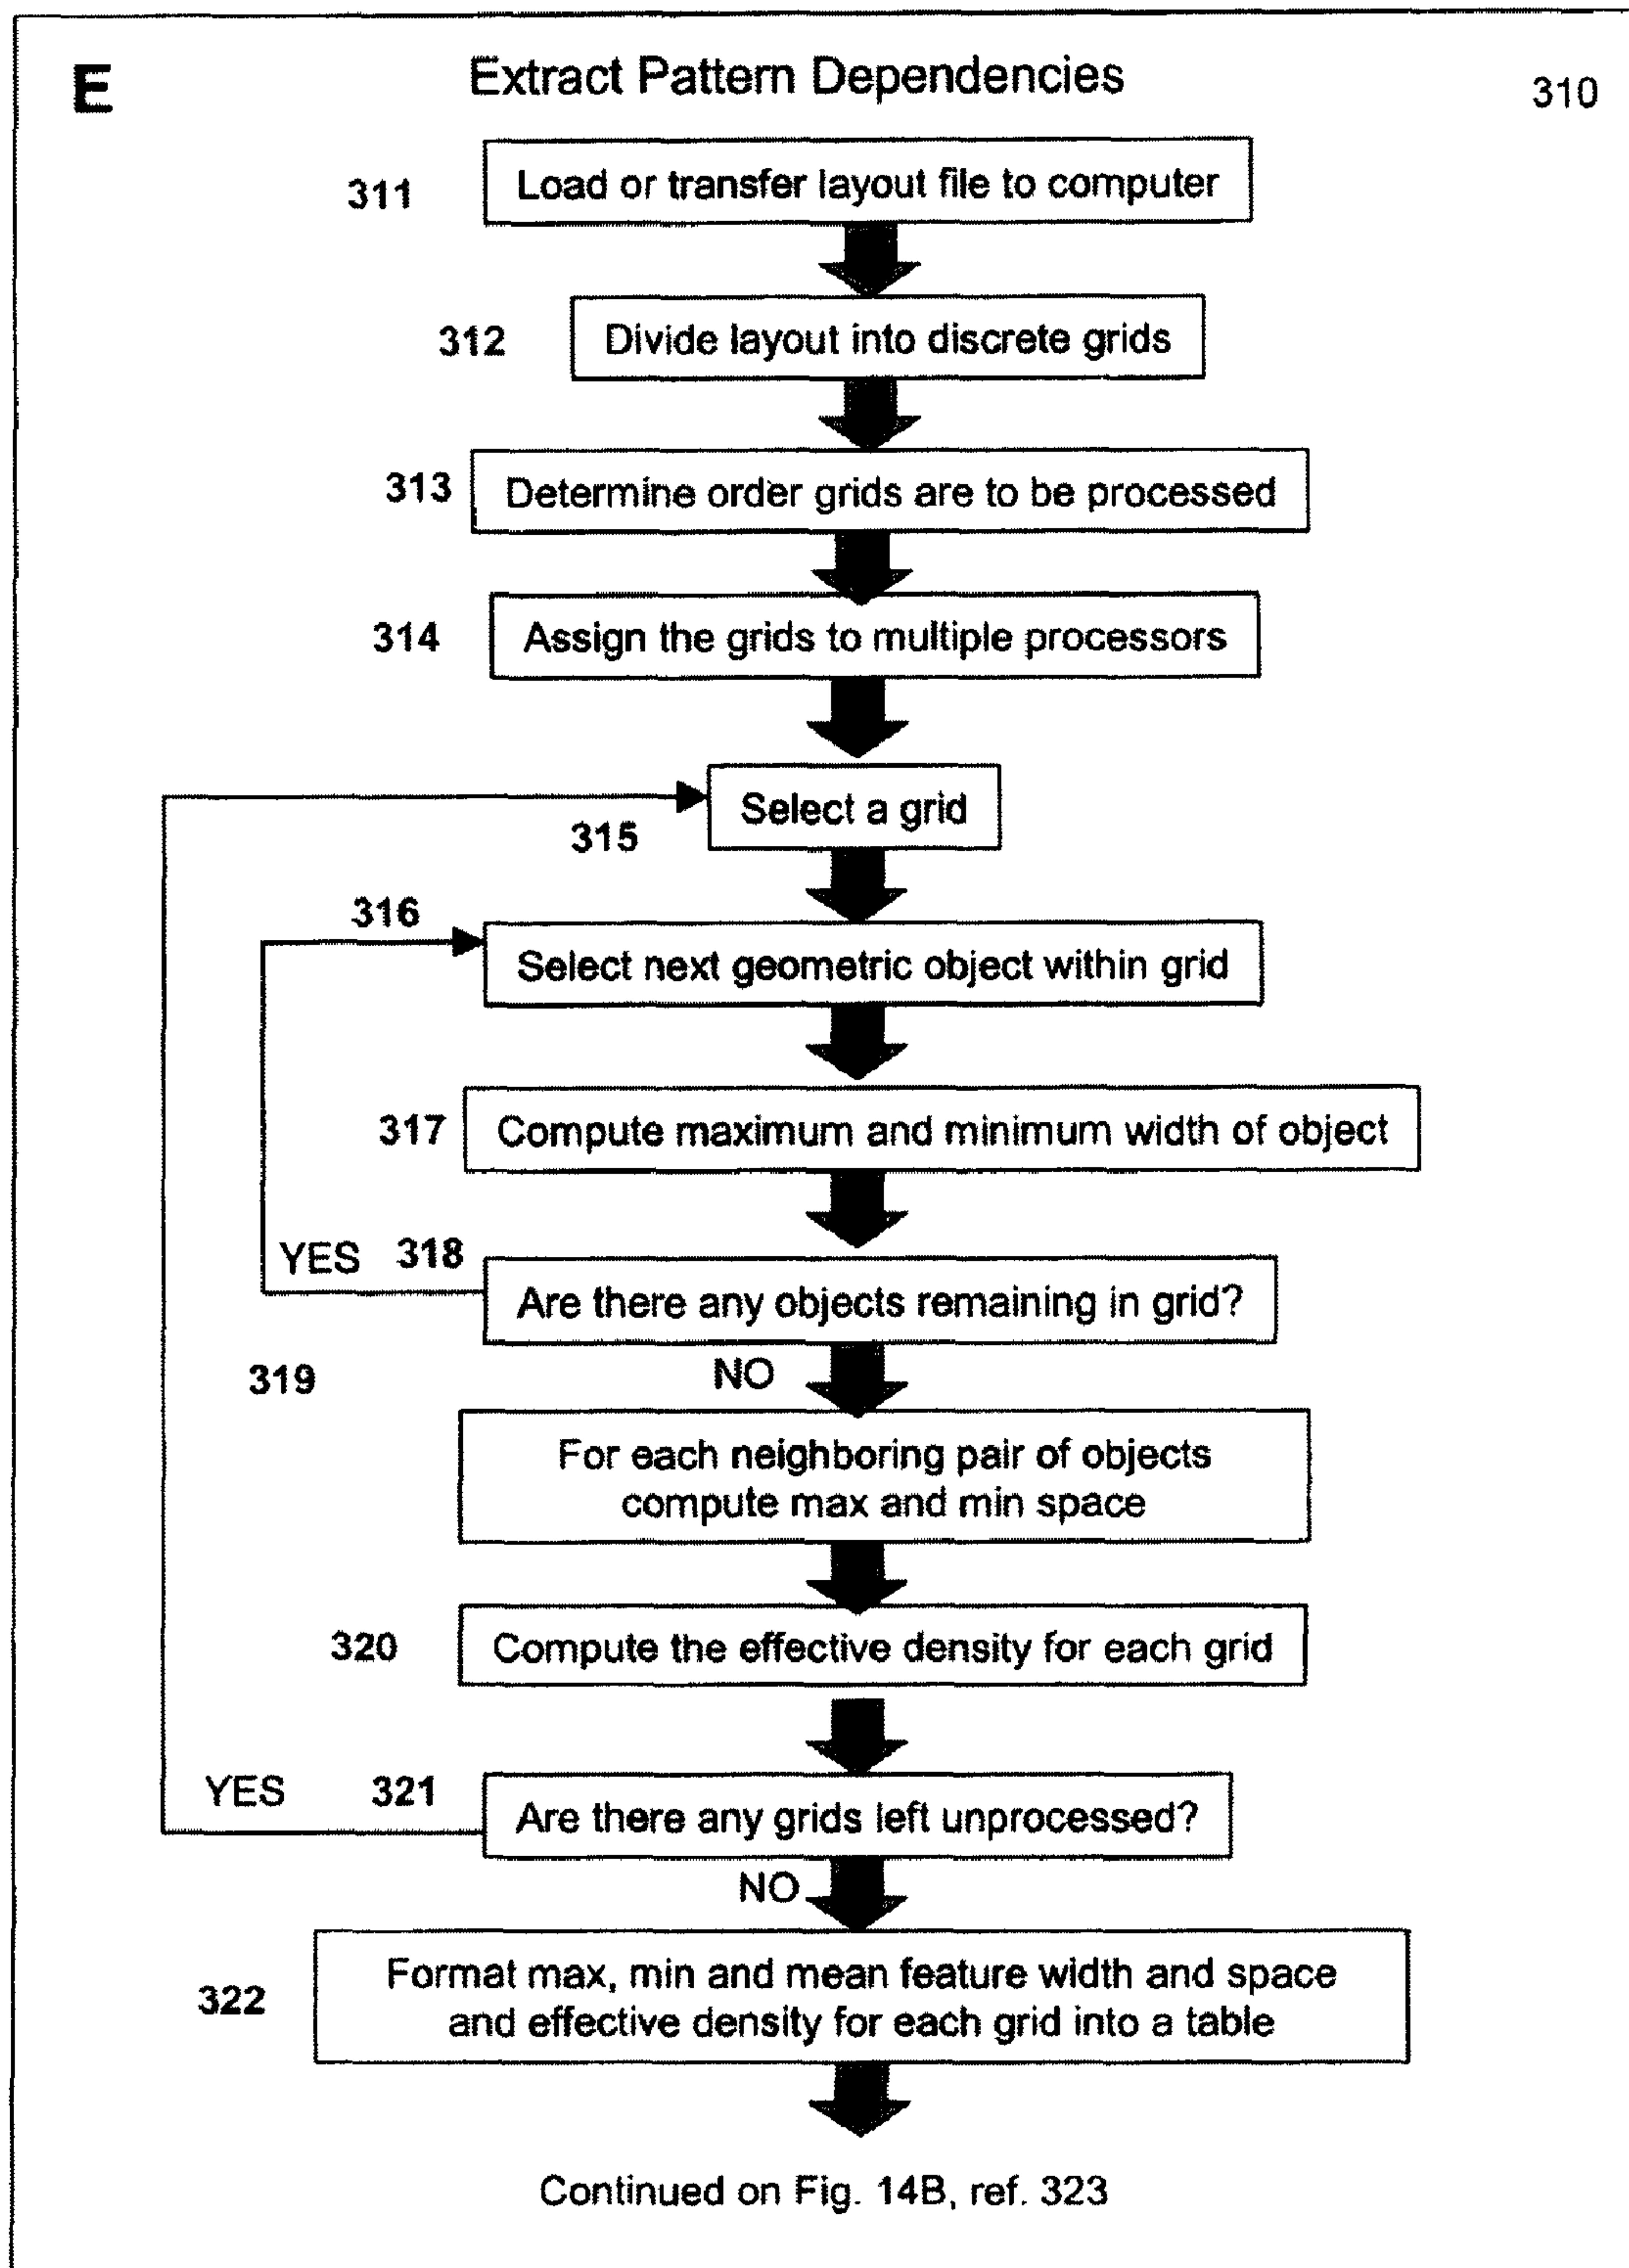 E
Extract Pattern Dependencies
310
311
Load or transfer layout file to computer
312
Divide layout into discrete grids
313
Determine order grids are to be processed
314
Assign the grids to multiple processors
Select a grid
315
316
Select next geometric object within grid
317
Compute maximum and minimum width of object
YES
318
Are there any objects remaining in grid?
319
NO
For each neighboring pair of objects
compute max and min space
320
Compute the effective density for each grid
YES
321
Are there any grids left unprocessed?
NO
322
Format max, min and mean feature width and space
and effective density for each grid into a table
Continued on Fig. 14B, ref. 323